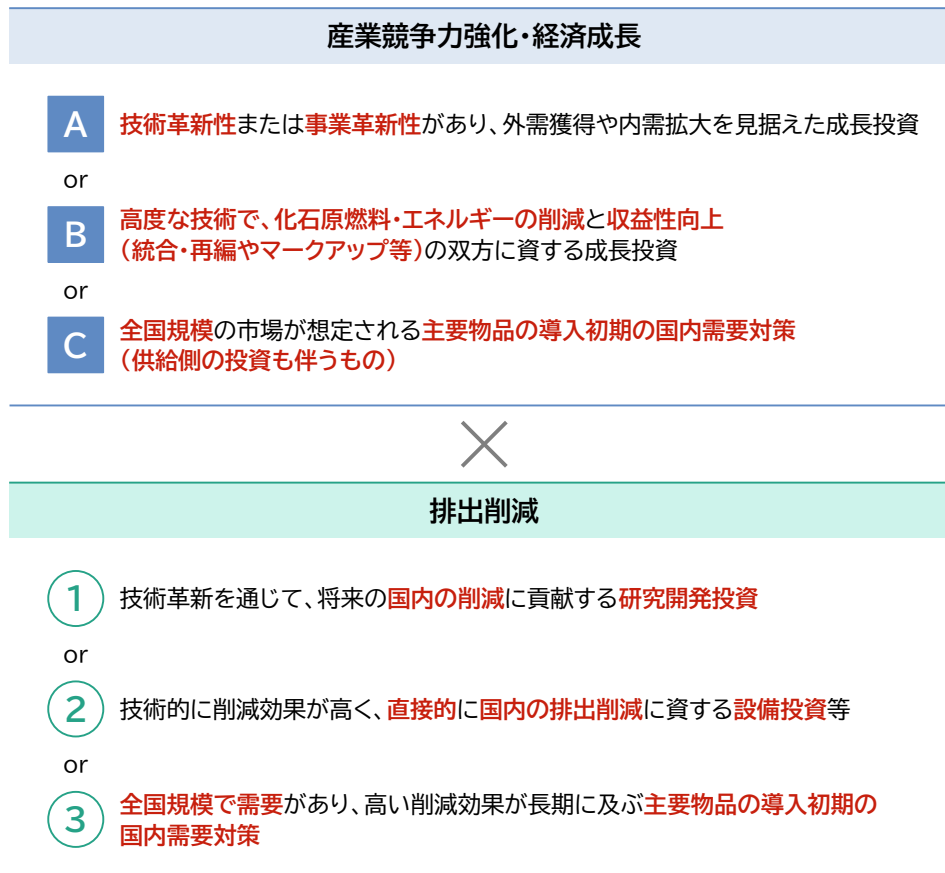 産業競争力強化・経済成長
A 技術革新性または事業革新性があり、外需獲得や内需拡大を見据えた成長投資
or
B 高度な技術で、化石原燃料・エネルギーの削減と収益性向上
（統合・再編やマークアップ等）の双方に資する成長投資
or
C 全国規模の市場が想定される主要物品の導入初期の国内需要対策
（供給側の投資も伴うもの）
×
排出削減
1 技術革新を通じて、将来の国内の削減に貢献する研究開発投資
or
2 技術的に削減効果が高く、直接的に国内の排出削減に資する設備投資等
or
3 全国規模で需要があり、高い削減効果が長期に及ぶ主要物品の導入初期の
国内需要対策